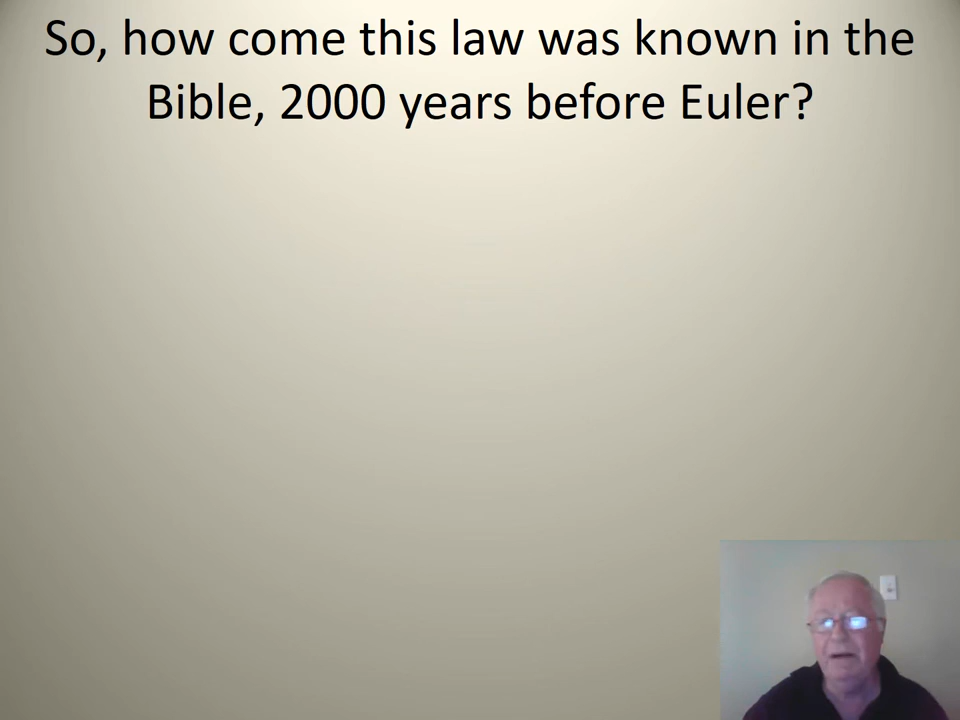 So, how come this law was known in the
Bible, 2000 years before Euler?